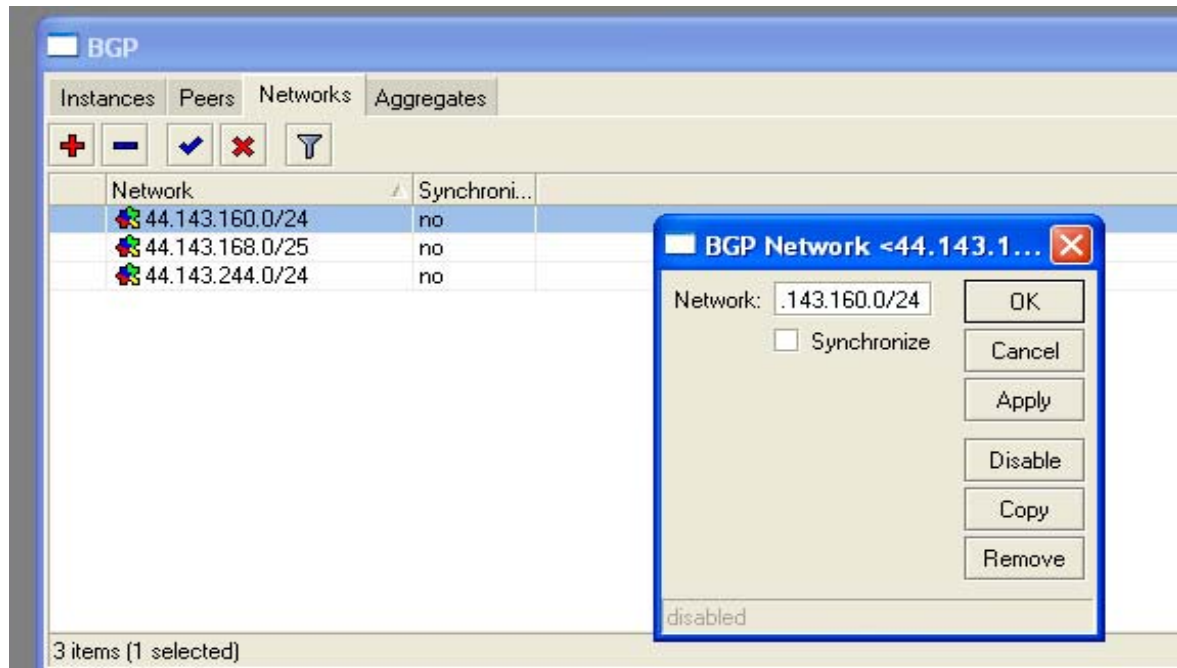 BGP
Instances Peers Networks Aggregates
Network Synchroni...
44.143.160.0/24 no
44.143.168.0/25 no
44.143.244.0/24 no
3 items (1 selected)
BGP Network <44.143.1...
Network: .143.160.0/24
Synchronize
OK
Cancel
Apply
Disable
Copy
Remove
disabled